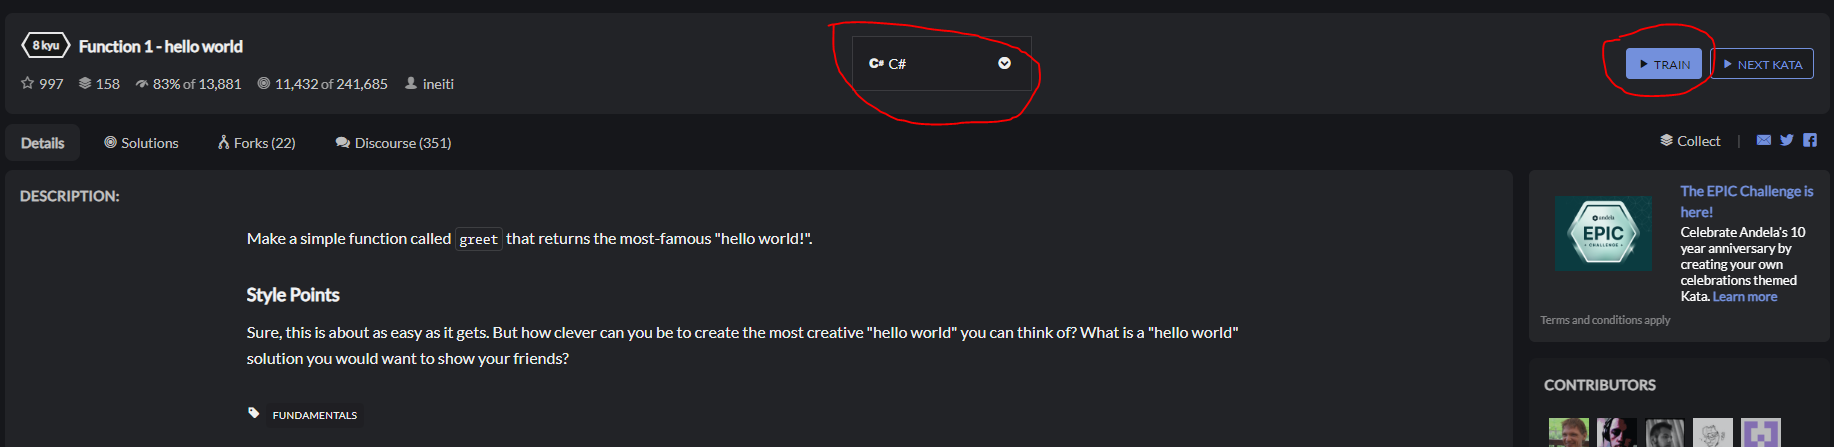 8 kyu Function 1 - hello world
997 158 83% of 13,881 11,432 of 241,685 ineiti
C# C#
TRAIN NEXT KATA
Details Solutions Forks (22) Discourse (351)
Collect |
DESCRIPTION:
Make a simple function called greet that returns the most-famous "hello world!".
Style Points
Sure, this is about as easy as it gets. But how clever can you be to create the most creative "hello world" you can think of? What is a "hello world"
solution you would want to show your friends?
FUNDAMENTALS
andela
EPIC
CHALLENGE
The EPIC Challenge is
here!
Celebrate Andela's 10
year anniversary by
creating your own
celebrations themed
Kata. Learn more
Terms and conditions apply
CONTRIBUTORS